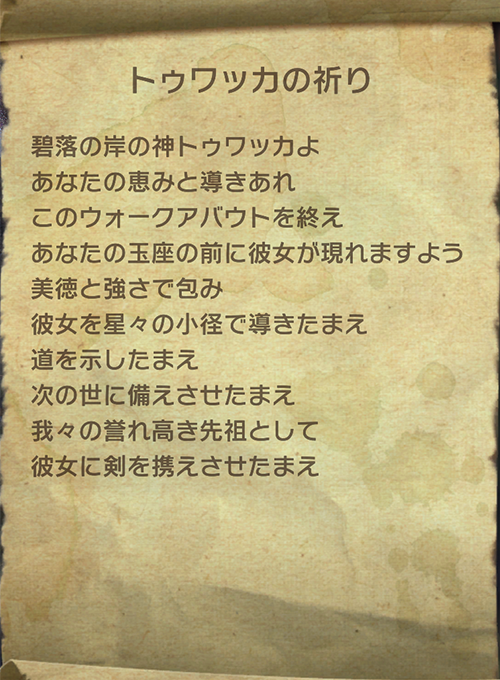 トゥワッカの祈り
碧落の岸の神トゥワッカよ
あなたの恵みと導きあれ
このウォークアバウトを終え
あなたの玉座の前に彼女が現れますよう
美徳と強さで包み
彼女を星々の小径で導きたまえ
道を示したまえ
次の世に備えさせたまえ
我々の誉れ高き先祖として
彼女に剣を携えさせたまえ